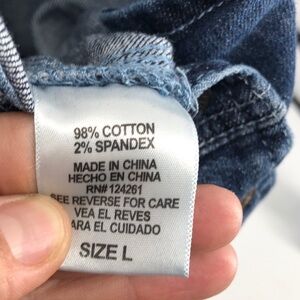 98% COTTON
2% SPANDEX
MADE IN CHINA
HECHO EN CHINA
RN# 124261
SEE REVERSE FOR CARE
VEA EL REVES
ARA EL CUIDADO
SIZE L